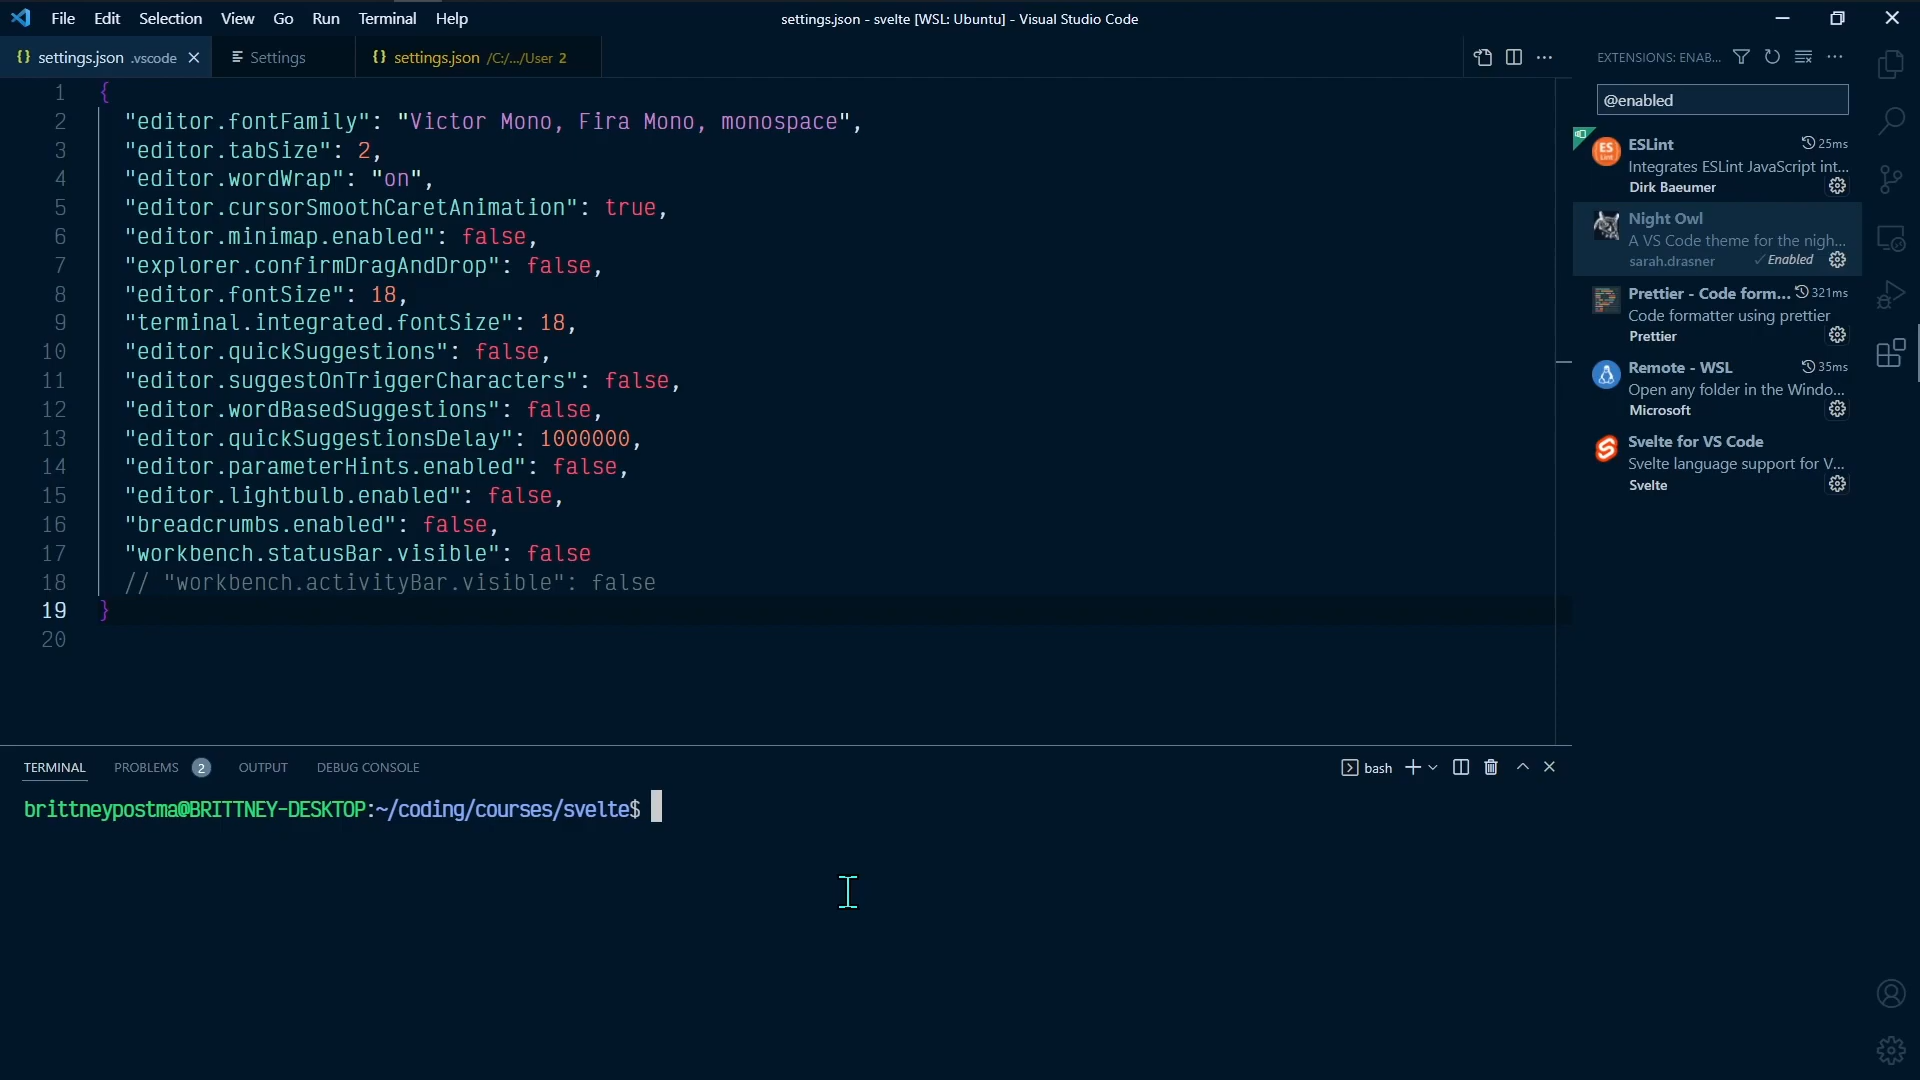 File Edit Selection View Go Run Terminal Help
settings.json - svelte [WSL: Ubuntu] - Visual Studio Code
{} settings.json .vscode
Settings
{} settings.json /C:/.../User 2
1 {
2 "editor.fontFamily": "Victor Mono, Fira Mono, monospace",
3 "editor.tabSize": 2,
4 "editor.wordWrap": "on",
5 "editor.cursorSmoothCaretAnimation": true,
6 "editor.minimap.enabled": false,
7 "explorer.confirmDragAndDrop": false,
8 "editor.fontSize": 18,
9 "terminal.integrated.fontSize": 18,
10 "editor.quickSuggestions": false,
11 "editor.suggestOnTriggerCharacters": false,
12 "editor.wordBasedSuggestions": false,
13 "editor.quickSuggestionsDelay": 1000000,
14 "editor.parameterHints.enabled": false,
15 "editor.lightbulb.enabled": false,
16 "breadcrumbs.enabled": false,
17 "workbench.statusBar.visible": false
18 // "workbench.activityBar.visible": false
19 }
20
EXTENSIONS: ENAB...
@enabled
ESLint 25ms
Integrates ESLint JavaScript int...
Dirk Baeumer
Night Owl
A VS Code theme for the nigh...
sarah.drasner ✓ Enabled
Prettier - Code form... 321ms
Code formatter using prettier
Prettier
Remote - WSL 35ms
Open any folder in the Windo...
Microsoft
Svelte for VS Code
Svelte language support for V...
Svelte
TERMINAL PROBLEMS 2 OUTPUT DEBUG CONSOLE
bash
brittneypostma@BRITTNEY-DESKTOP:~/coding/courses/svelte$